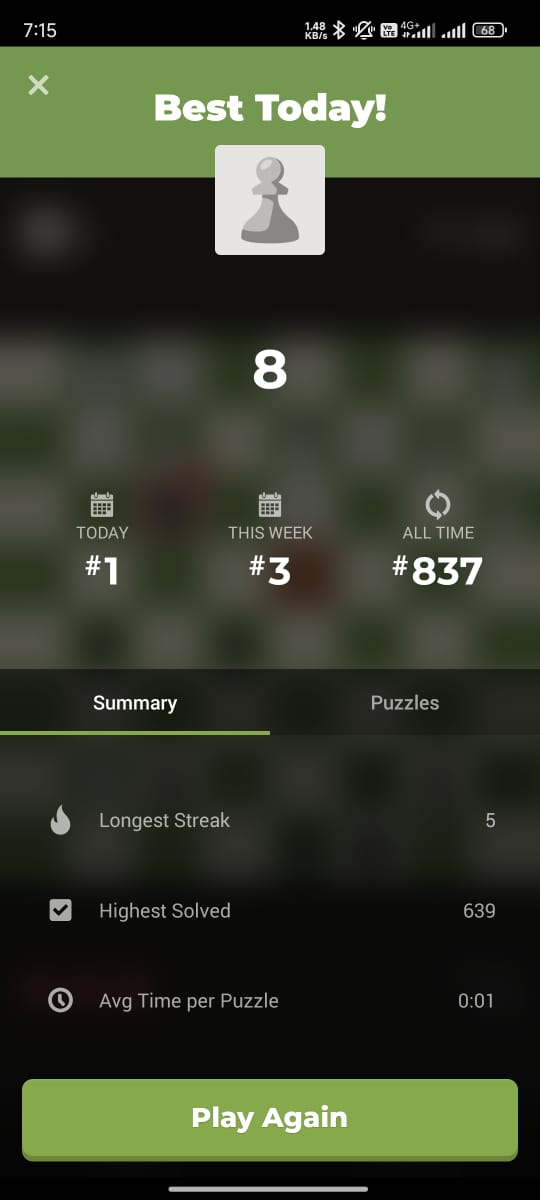 7:15
1.48 KB/s
Vo LTE
4G+
68
Best Today!
8
TODAY
#1
THIS WEEK
#3
ALL TIME
#837
Summary
Puzzles
Longest Streak
5
Highest Solved
639
Avg Time per Puzzle
0:01
Play Again